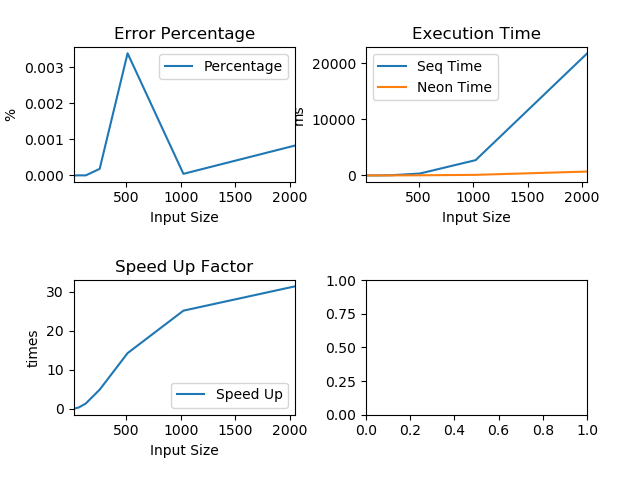 Error Percentage
0.003
0.002
0.001
0.000
%
Percentage
500 1000 1500 2000
Input Size
Execution Time
20000
10000
0
ms
Seq Time
Neon Time
500 1000 1500 2000
Input Size
Speed Up Factor
30
20
10
0
times
Speed Up
500 1000 1500 2000
Input Size
1.00
0.75
0.50
0.25
0.00
0.0 0.2 0.4 0.6 0.8 1.0